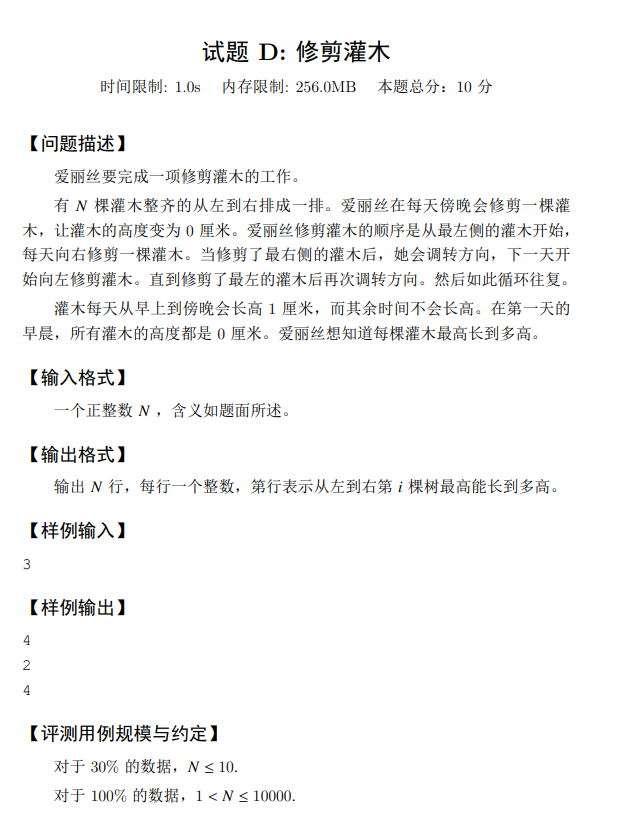 试题 D: 修剪灌木
时间限制: 1.0s 内存限制: 256.0MB 本题总分：10 分
【问题描述】
爱丽丝要完成一项修剪灌木的工作。
有 N 棵灌木整齐的从左到右排成一排。爱丽丝在每天傍晚会修剪一棵灌
木，让灌木的高度变为 0 厘米。爱丽丝修剪灌木的顺序是从最左侧的灌木开始，
每天向右修剪一棵灌木。当修剪了最右侧的灌木后，她会调转方向，下一天开
始向左修剪灌木。直到修剪了最左的灌木后再次调转方向。然后如此循环往复。
灌木每天从早上到傍晚会长高 1 厘米，而其余时间不会长高。在第一天的
早晨，所有灌木的高度都是 0 厘米。爱丽丝想知道每棵灌木最高长到多高。
【输入格式】
一个正整数 N ，含义如题面所述。
【输出格式】
输出 N 行，每行一个整数，第行表示从左到右第 i 棵树最高能长到多高。
【样例输入】
3
【样例输出】
4
2
4
【评测用例规模与约定】
对于 30% 的数据，N ≤ 10.
对于 100% 的数据，1 < N ≤ 10000.